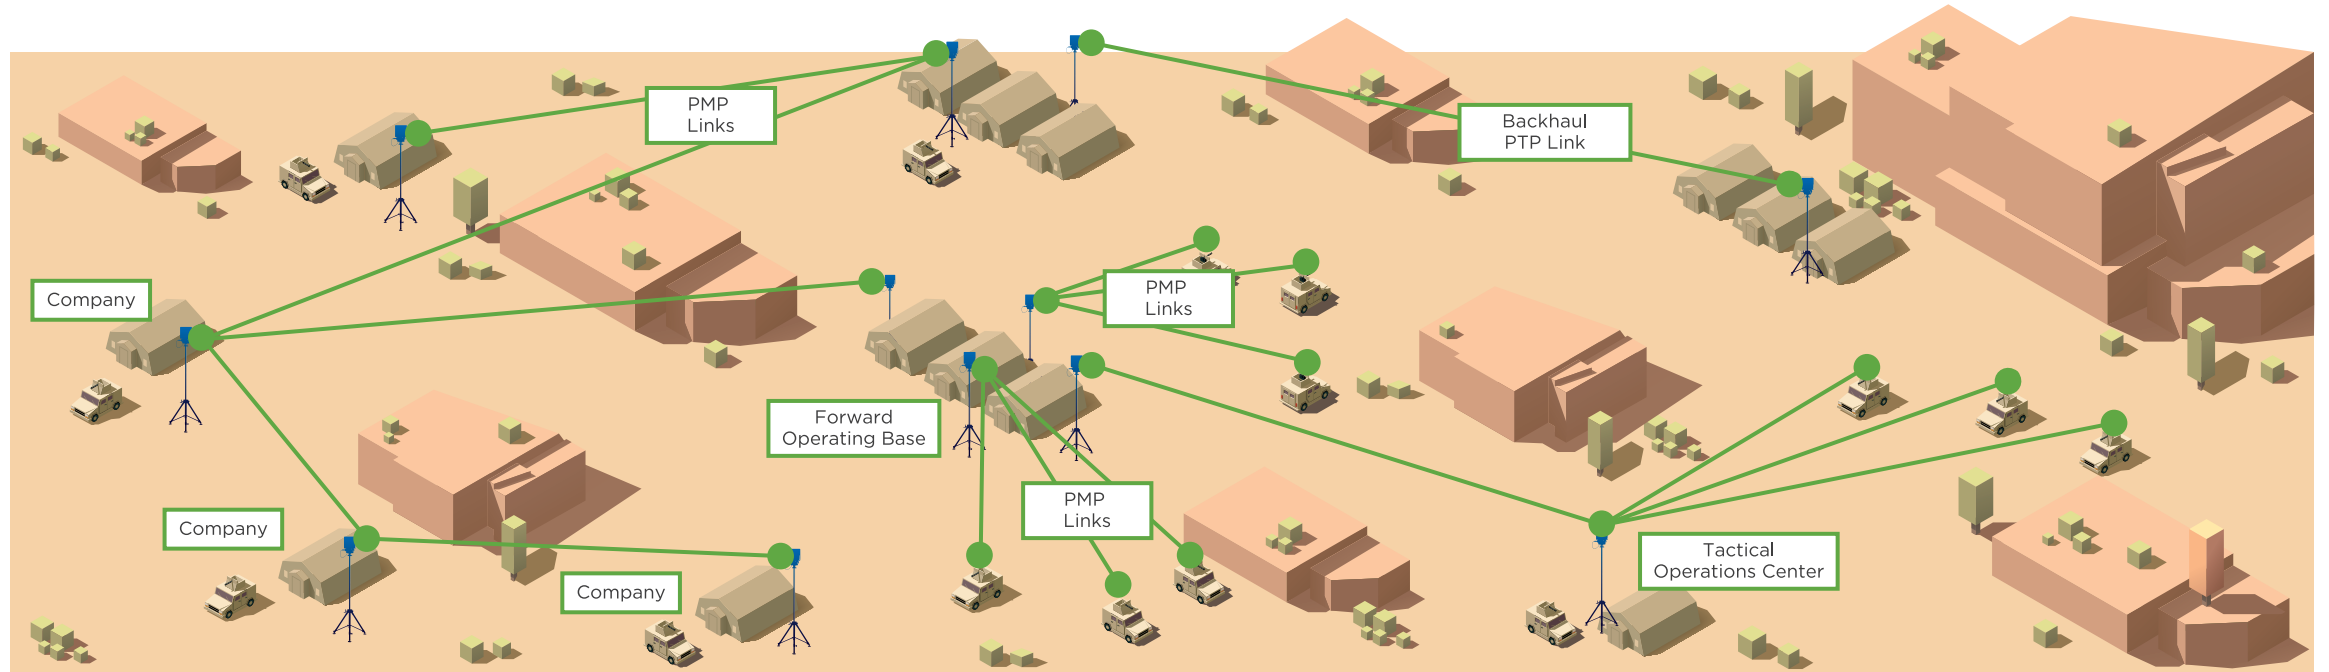 PMP
Links
Backhaul
PTP Link
Company
PMP
Links
Forward
Operating Base
PMP
Links
Company
Company
Tactical
Operations Center